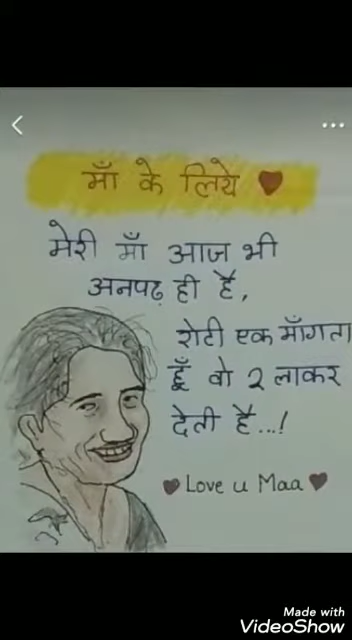 माँ के लिये ❤
मेरी माँ आज भी
अनपढ़ ही है,
रोटी एक माँगता
हूँ वो 2 लाकर
देती है...!
❤ Love u Maa ❤
Made with
VideoShow